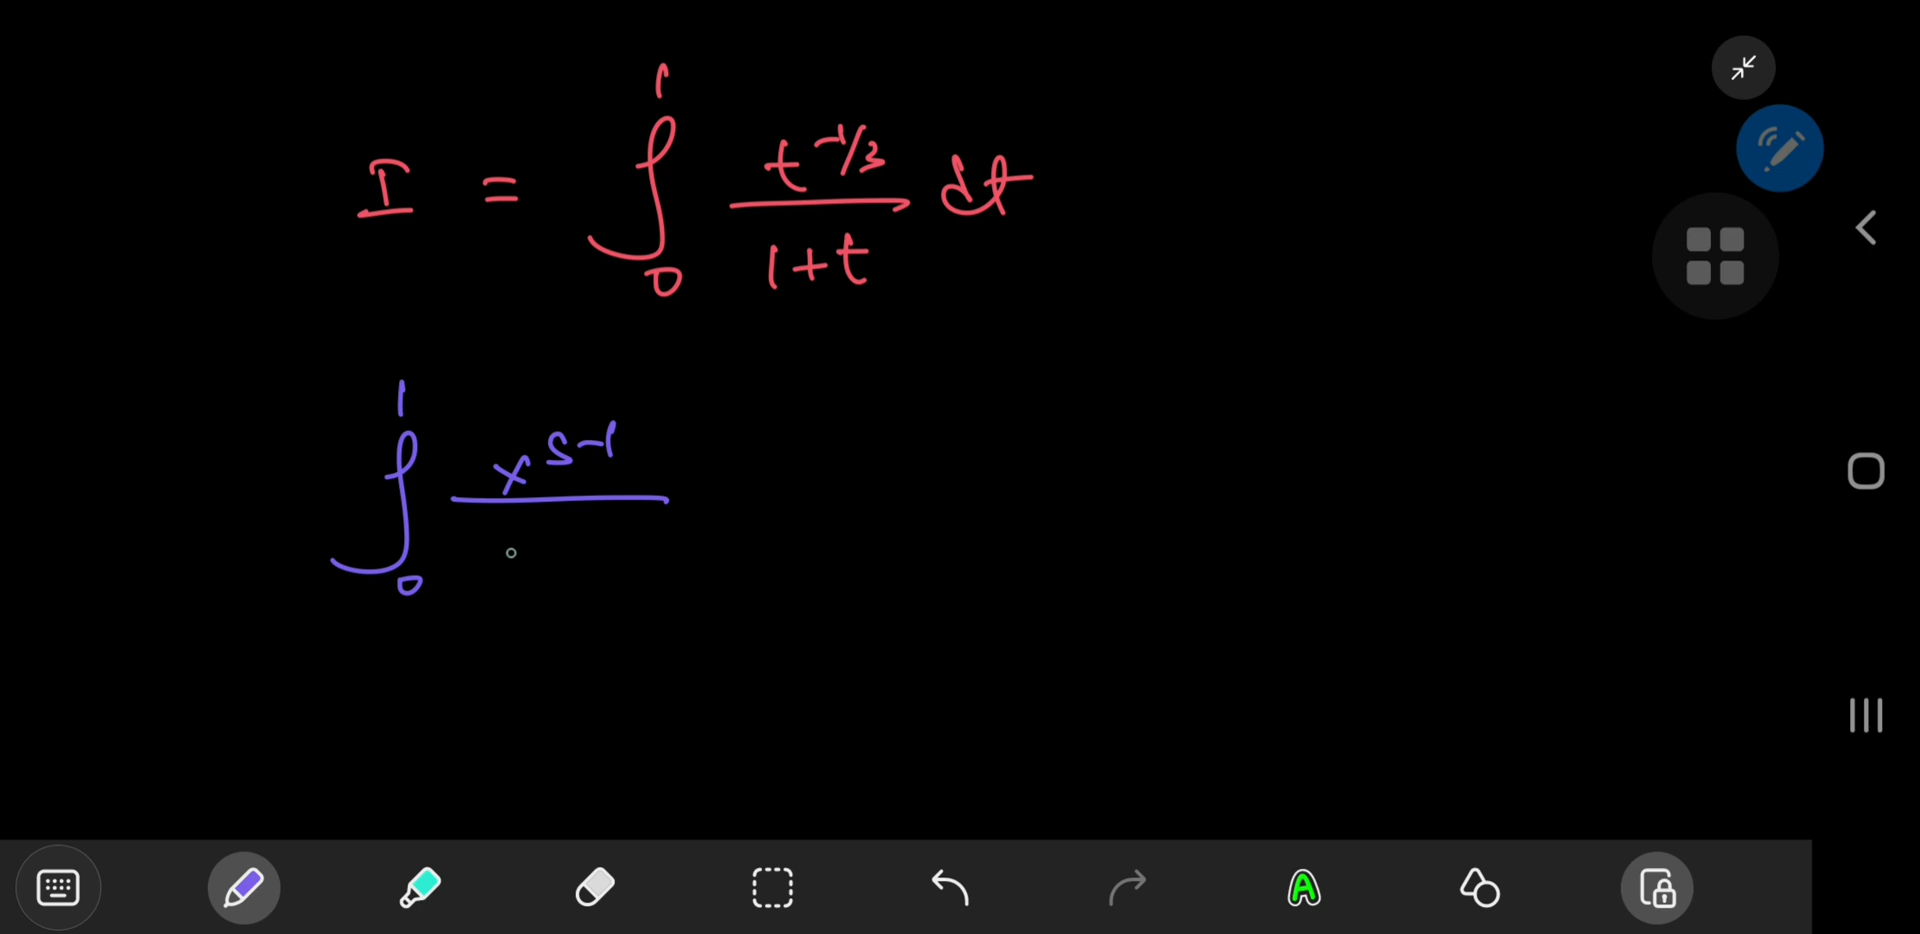 I = ∫₀¹ t^(-1/3) / (1+t) dt
∫₀¹ x^(s-1) /
A